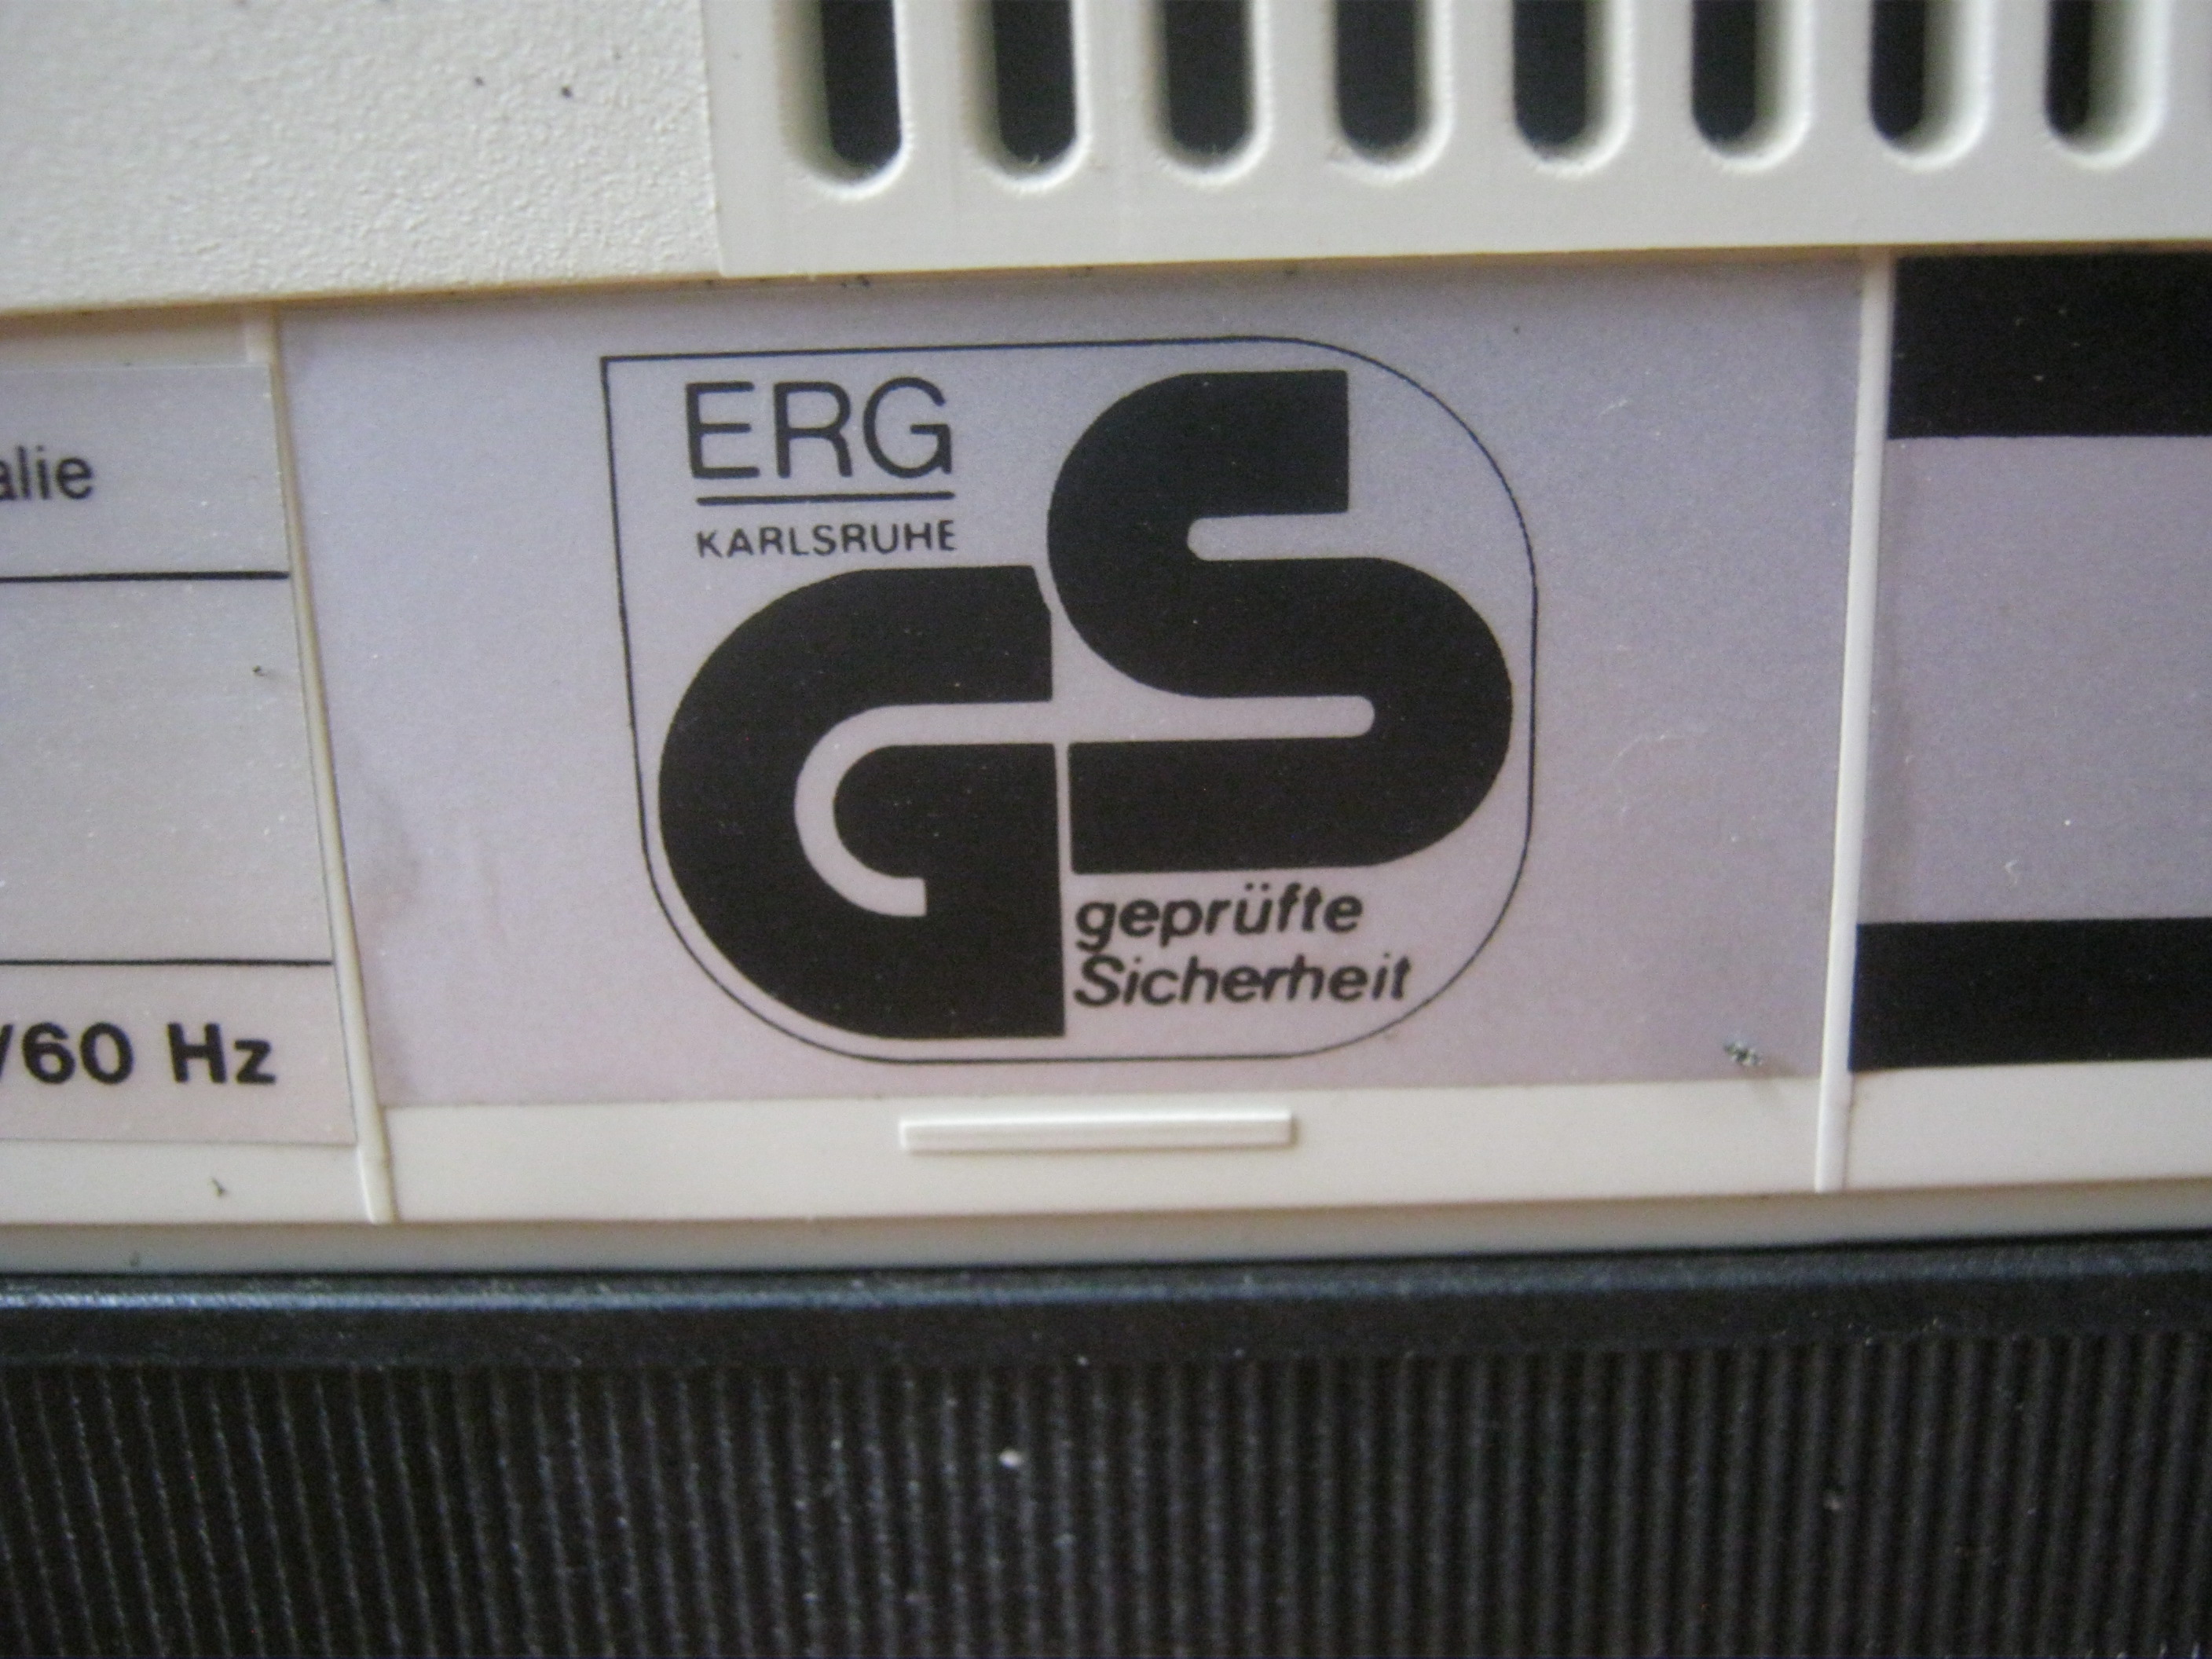 alie
/60 Hz
ERG
KARLSRUHE
GS
geprüfte
Sicherheit